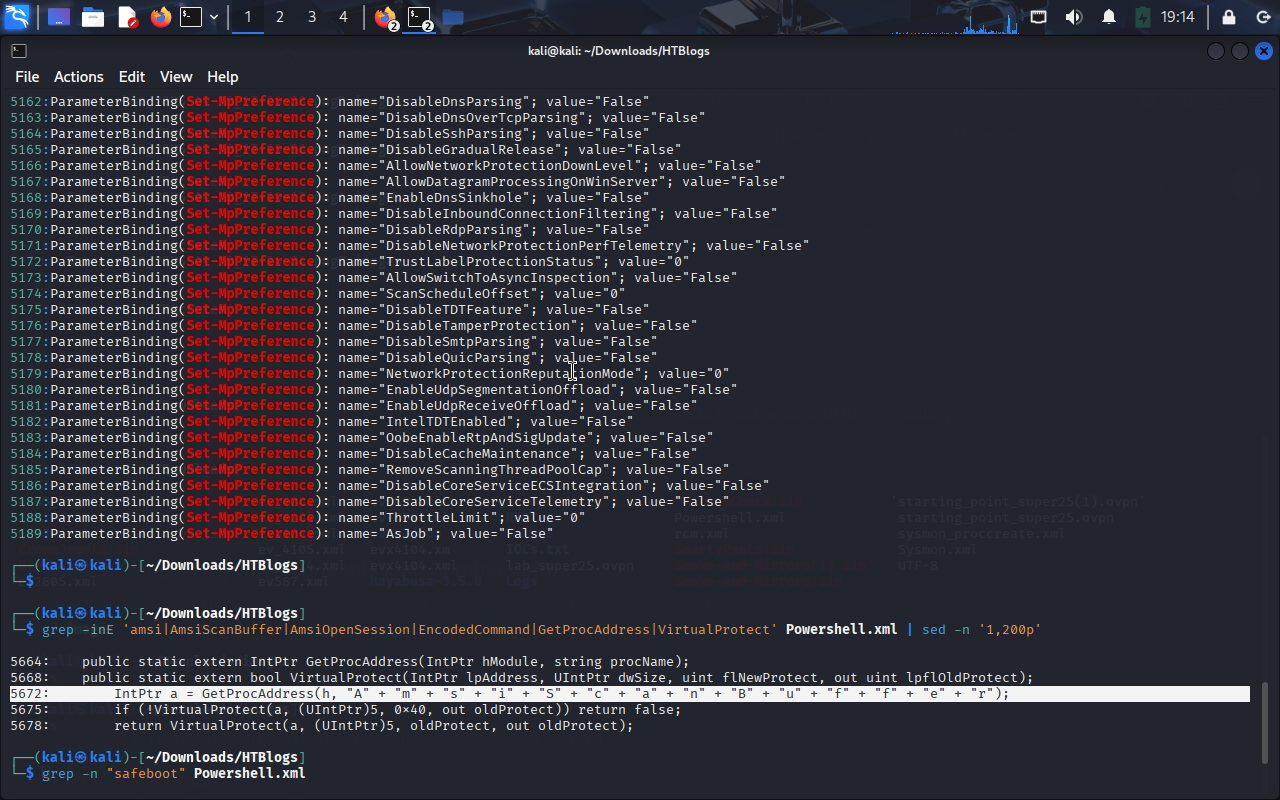 1 2 3 4 2 2 19:14
kali@kali: ~/Downloads/HTBlogs
File Actions Edit View Help
5162:ParameterBinding(Set-MpPreference): name="DisableDnsParsing"; value="False"
5163:ParameterBinding(Set-MpPreference): name="DisableDnsOverTcpParsing"; value="False"
5164:ParameterBinding(Set-MpPreference): name="DisableSshParsing"; value="False"
5165:ParameterBinding(Set-MpPreference): name="DisableGradualRelease"; value="False"
5166:ParameterBinding(Set-MpPreference): name="AllowNetworkProtectionDownLevel"; value="False"
5167:ParameterBinding(Set-MpPreference): name="AllowDatagramProcessingOnWinServer"; value="False"
5168:ParameterBinding(Set-MpPreference): name="EnableDnsSinkhole"; value="False"
5169:ParameterBinding(Set-MpPreference): name="DisableInboundConnectionFiltering"; value="False"
5170:ParameterBinding(Set-MpPreference): name="DisableRdpParsing"; value="False"
5171:ParameterBinding(Set-MpPreference): name="DisableNetworkProtectionPerfTelemetry"; value="False"
5172:ParameterBinding(Set-MpPreference): name="TrustLabelProtectionStatus"; value="0"
5173:ParameterBinding(Set-MpPreference): name="AllowSwitchToAsyncInspection"; value="False"
5174:ParameterBinding(Set-MpPreference): name="ScanScheduleOffset"; value="0"
5175:ParameterBinding(Set-MpPreference): name="DisableTDTFeature"; value="False"
5176:ParameterBinding(Set-MpPreference): name="DisableTamperProtection"; value="False"
5177:ParameterBinding(Set-MpPreference): name="DisableSmtpParsing"; value="False"
5178:ParameterBinding(Set-MpPreference): name="DisableQuicParsing"; value="False"
5179:ParameterBinding(Set-MpPreference): name="NetworkProtectionReputationMode"; value="0"
5180:ParameterBinding(Set-MpPreference): name="EnableUdpSegmentationOffload"; value="False"
5181:ParameterBinding(Set-MpPreference): name="EnableUdpReceiveOffload"; value="False"
5182:ParameterBinding(Set-MpPreference): name="IntelTDTEnabled"; value="False"
5183:ParameterBinding(Set-MpPreference): name="OobeEnableRtpAndSigUpdate"; value="False"
5184:ParameterBinding(Set-MpPreference): name="DisableCacheMaintenance"; value="False"
5185:ParameterBinding(Set-MpPreference): name="RemoveScanningThreadPoolCap"; value="False"
5186:ParameterBinding(Set-MpPreference): name="DisableCoreServiceECSIntegration"; value="False"
5187:ParameterBinding(Set-MpPreference): name="DisableCoreServiceTelemetry"; value="False"
5188:ParameterBinding(Set-MpPreference): name="ThrottleLimit"; value="0"
5189:ParameterBinding(Set-MpPreference): name="AsJob"; value="False"
┌──(kali㉿kali)-[~/Downloads/HTBlogs]
└─$
┌──(kali㉿kali)-[~/Downloads/HTBlogs]
└─$ grep -inE 'amsi|AmsiScanBuffer|AmsiOpenSession|EncodedCommand|GetProcAddress|VirtualProtect' Powershell.xml | sed -n '1,200p'
5664:    public static extern IntPtr GetProcAddress(IntPtr hModule, string procName);
5668:    public static extern bool VirtualProtect(IntPtr lpAddress, UIntPtr dwSize, uint flNewProtect, out uint lpflOldProtect);
5672:        IntPtr a = GetProcAddress(h, "A" + "m" + "s" + "i" + "S" + "c" + "a" + "n" + "B" + "u" + "f" + "f" + "e" + "r");
5675:        if (!VirtualProtect(a, (UIntPtr)5, 0×40, out oldProtect)) return false;
5678:        return VirtualProtect(a, (UIntPtr)5, oldProtect, out oldProtect);
┌──(kali㉿kali)-[~/Downloads/HTBlogs]
└─$ grep -n "safeboot" Powershell.xml